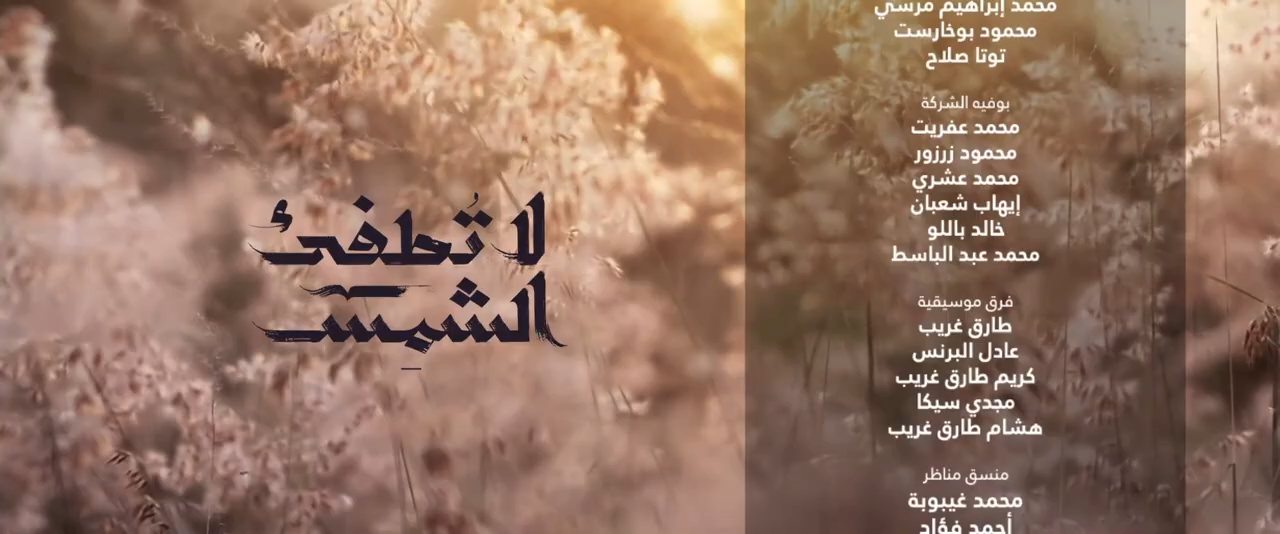 لا تُطفئ
الشمس
محمد إبراهيم مرسي
محمود بوخارست
توتا صلاح
بوفيه الشركة
محمد عفريت
محمود زرزور
محمد عشري
إيهاب شعبان
خالد باللو
محمد عبد الباسط
فرق موسيقية
طارق غريب
عادل البرنس
كريم طارق غريب
مجدي سيكا
هشام طارق غريب
منسق مناظر
محمد غيبوبة
أحمد فؤاد